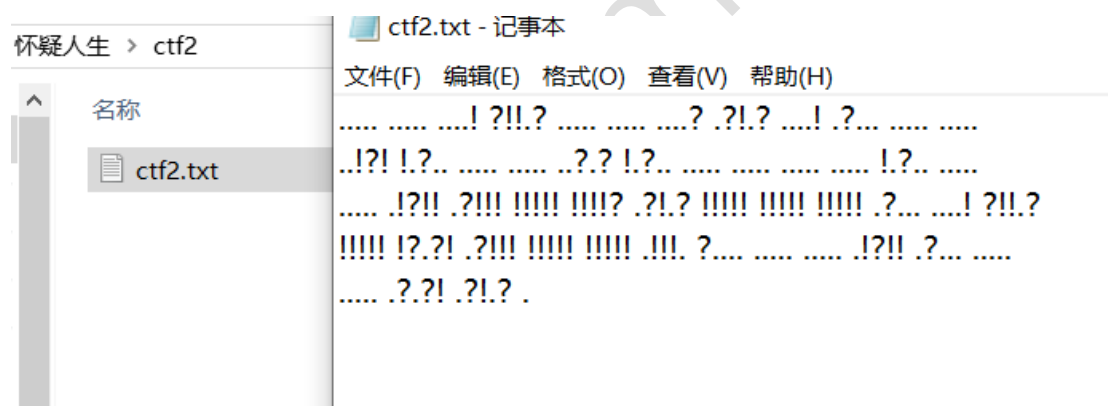 ctf2.txt - 记事本
怀疑人生 > ctf2
文件(F) 编辑(E) 格式(O) 查看(V) 帮助(H)
名称
ctf2.txt
..... ..... ....! ?!!.? ..... ..... ....? .?!.? ....! .?... ..... .....
..!?! !.?.. ..... ..... ..?.? !.?.. ..... ..... ..... ..... !.?.. .....
..... .!?!! .?!!! !!!!! !!!!? .?!.? !!!!! !!!!! !!!!! .?... ....! ?!!.?
!!!!! !?.?! .?!!! !!!!! !!!!! .!!!. ?.... ..... ..... .!?!! .?... .....
..... .?.?! .?!.? .